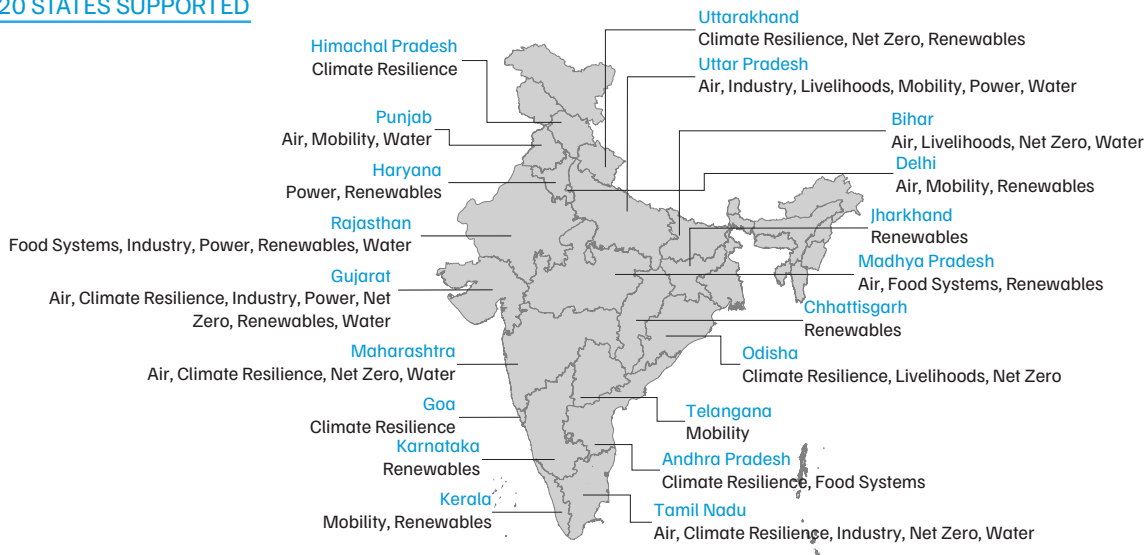 20 STATES SUPPORTED
Himachal Pradesh
Climate Resilience
Punjab
Air, Mobility, Water
Haryana
Power, Renewables
Rajasthan
Food Systems, Industry, Power, Renewables, Water
Gujarat
Air, Climate Resilience, Industry, Power, Net
Zero, Renewables, Water
Maharashtra
Air, Climate Resilience, Net Zero, Water
Goa
Climate Resilience
Karnataka
Renewables
Kerala
Mobility, Renewables
Uttarakhand
Climate Resilience, Net Zero, Renewables
Uttar Pradesh
Air, Industry, Livelihoods, Mobility, Power, Water
Bihar
Air, Livelihoods, Net Zero, Water
Delhi
Air, Mobility, Renewables
Jharkhand
Renewables
Madhya Pradesh
Air, Food Systems, Renewables
Chhattisgarh
Renewables
Odisha
Climate Resilience, Livelihoods, Net Zero
Telangana
Mobility
Andhra Pradesh
Climate Resilience, Food Systems
Tamil Nadu
Air, Climate Resilience, Industry, Net Zero, Water